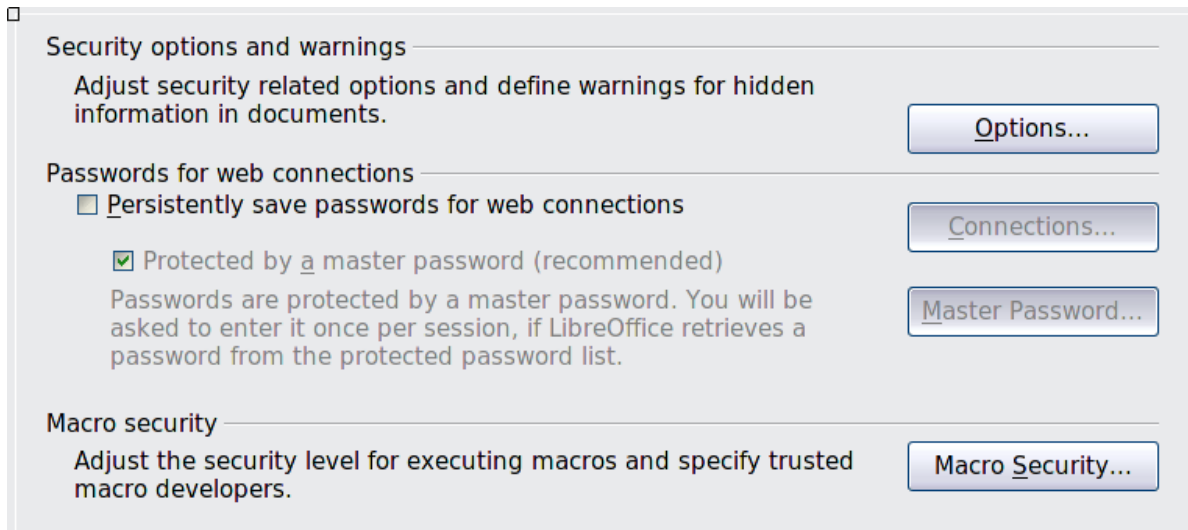 Security options and warnings
Adjust security related options and define warnings for hidden
information in documents.
Options...
Passwords for web connections
Persistently save passwords for web connections
Connections...
Protected by a master password (recommended)
Passwords are protected by a master password. You will be
asked to enter it once per session, if LibreOffice retrieves a
password from the protected password list.
Master Password...
Macro security
Adjust the security level for executing macros and specify trusted
macro developers.
Macro Security...